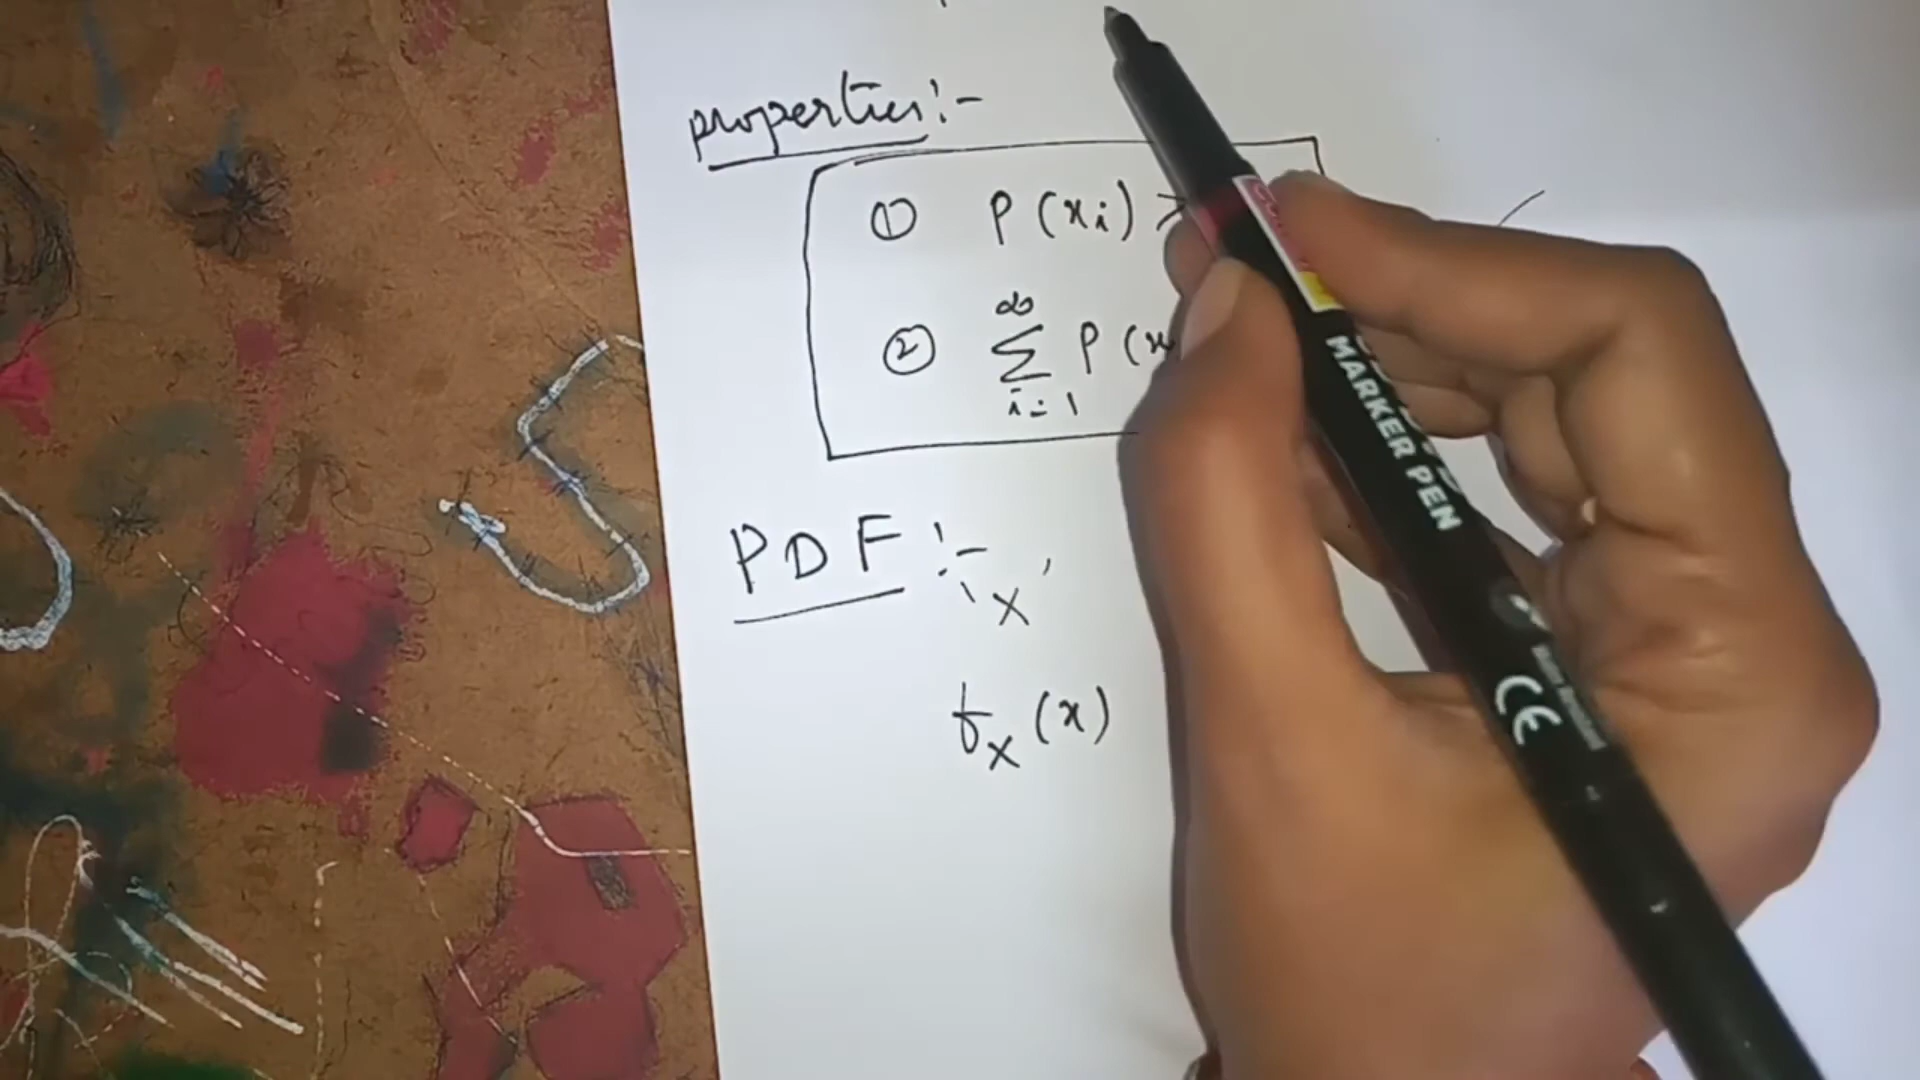 properties:-
① P(xi) >
② ∞ Σ i=1 P(x
PDF :-
'X'
fX(x)
MARKER PEN
CE